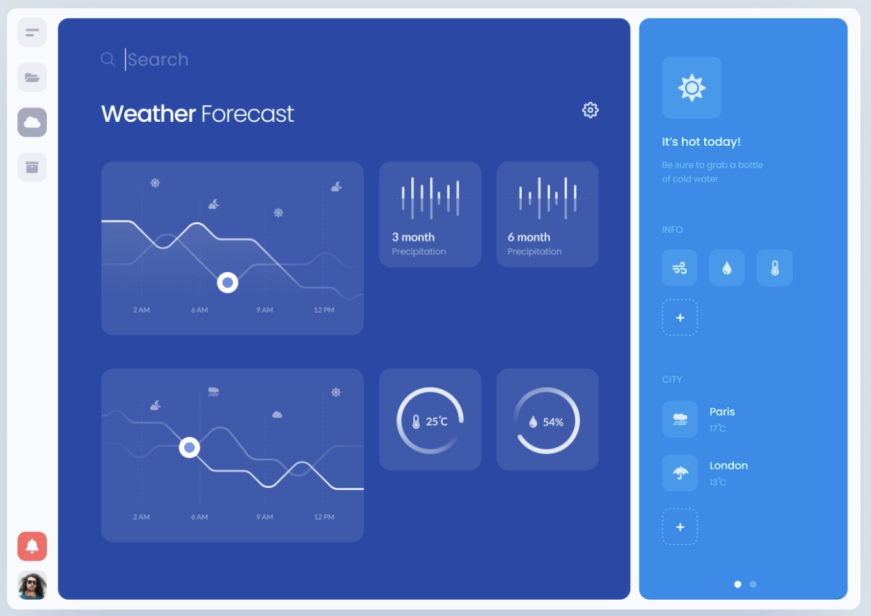 Search
Weather Forecast
2 AM 6 AM 9 AM 12 PM
3 month
Precipitation
6 month
Precipitation
2 AM 6 AM 9 AM 12 PM
25°C
54%
It's hot today!
Be sure to grab a bottle
of cold water
INFO
+
CITY
Paris
17°C
London
13°C
+